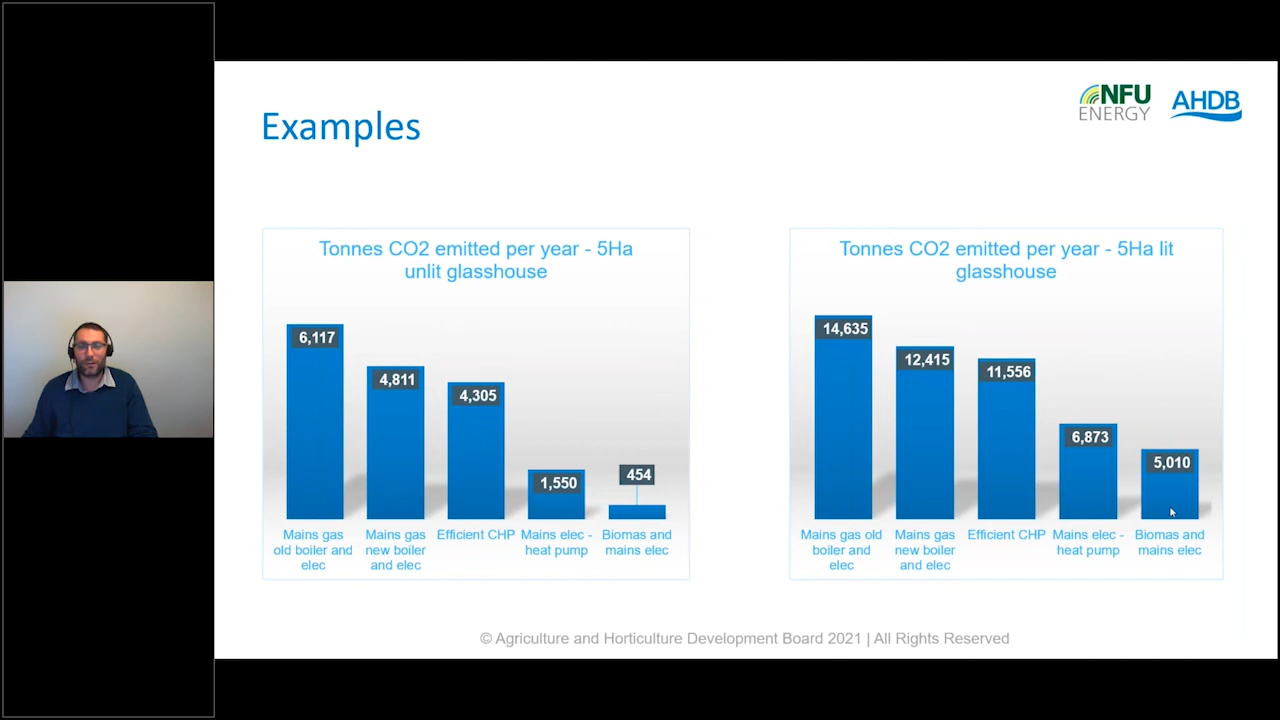 NFU
ENERGY
AHDB
Examples
Tonnes CO2 emitted per year - 5Ha
unlit glasshouse
6,117
4,811
4,305
1,550
454
Mains gas
old boiler and
elec
Mains gas
new boiler
and elec
Efficient CHP
Mains elec -
heat pump
Biomas and
mains elec
Tonnes CO2 emitted per year - 5Ha lit
glasshouse
14,635
12,415
11,556
6,873
5,010
Mains gas old
boiler and
elec
Mains gas
new boiler
and elec
Efficient CHP
Mains elec -
heat pump
Biomas and
mains elec
© Agriculture and Horticulture Development Board 2021 | All Rights Reserved